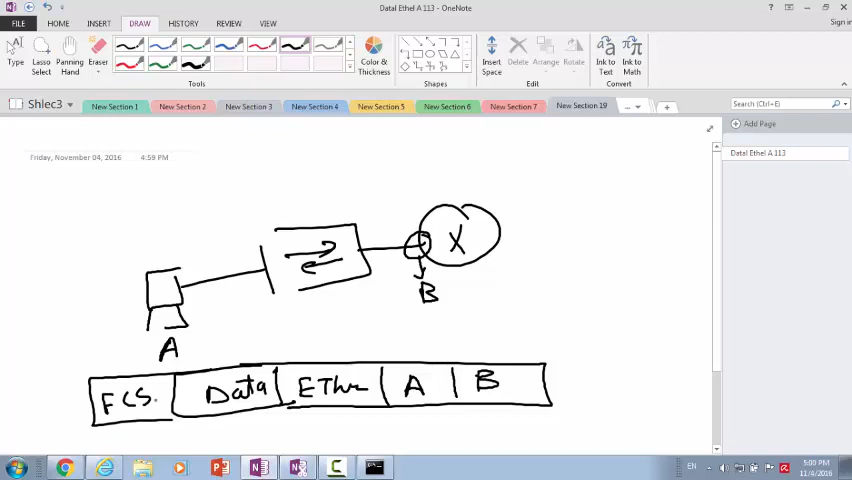 Datal Ethel A 113 - OneNote
FILE HOME INSERT DRAW HISTORY REVIEW VIEW
Sign in
Type Lasso Select Panning Hand Eraser Color & Thickness Insert Space Delete Arrange Rotate Ink to Text Ink to Math
Tools Shapes Edit Convert
Shlec3 New Section 1 New Section 2 New Section 3 New Section 4 New Section 5 New Section 6 New Section 7 New Section 19 ... + Search (Ctrl+E)
Add Page
Datal Ethel A 113
Friday, November 04, 2016 4:59 PM
X
B
A
FCS. Data Ethr A B
EN 5:00 PM
11/4/2016